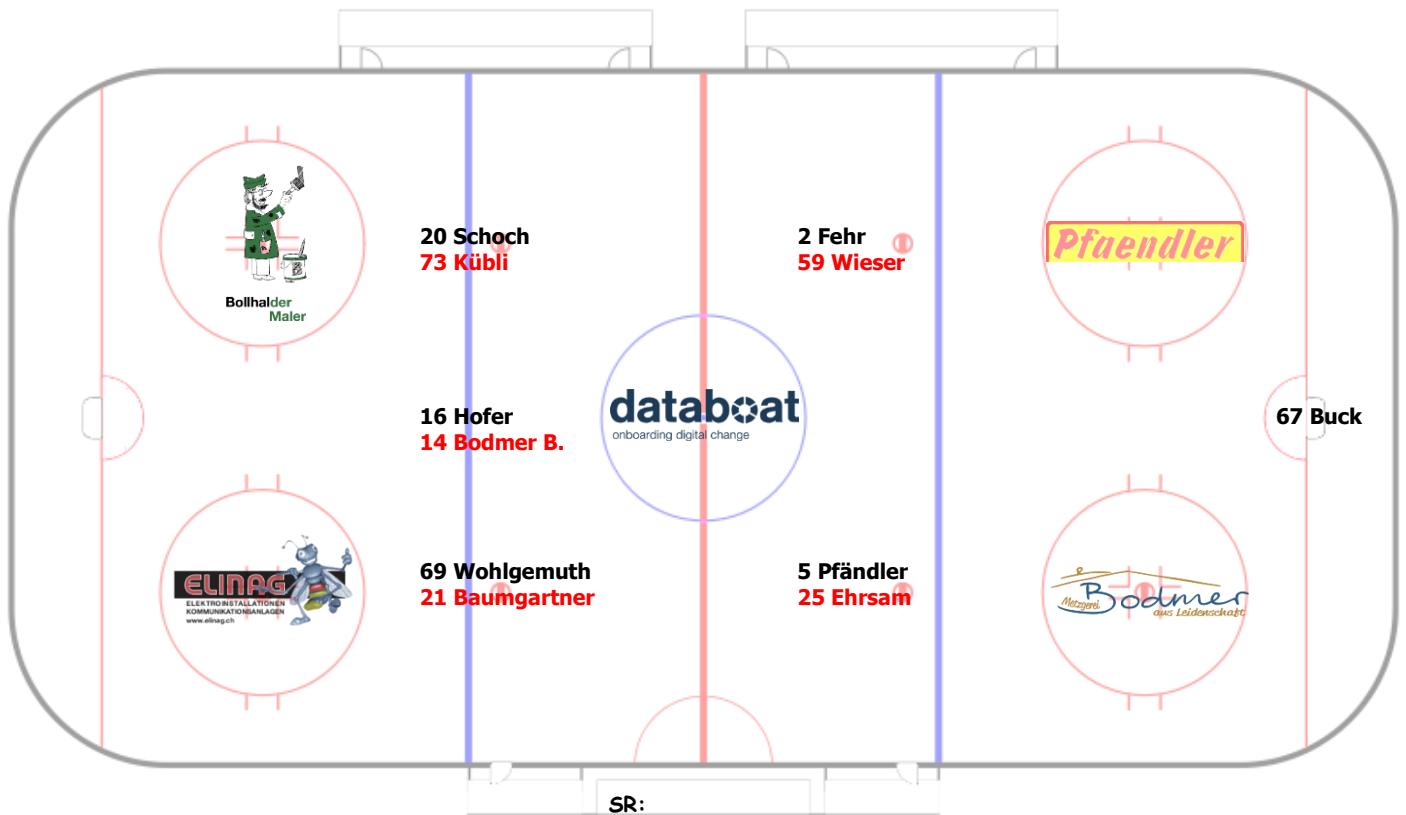 20 Schoch
73 Kübli
2 Fehr
59 Wieser
Pfaendler
Bollhalder
Maler
16 Hofer
14 Bodmer B.
databoat
onboarding digital change
67 Buck
69 Wohlgemuth
21 Baumgartner
5 Pfändler
25 Ehrsam
ELINAG
ELEKTROINSTALLATIONEN
KOMMUNIKATIONSANLAGEN
www.elinag.ch
Metzgerei Bodmer
aus Leidenschaft
SR: